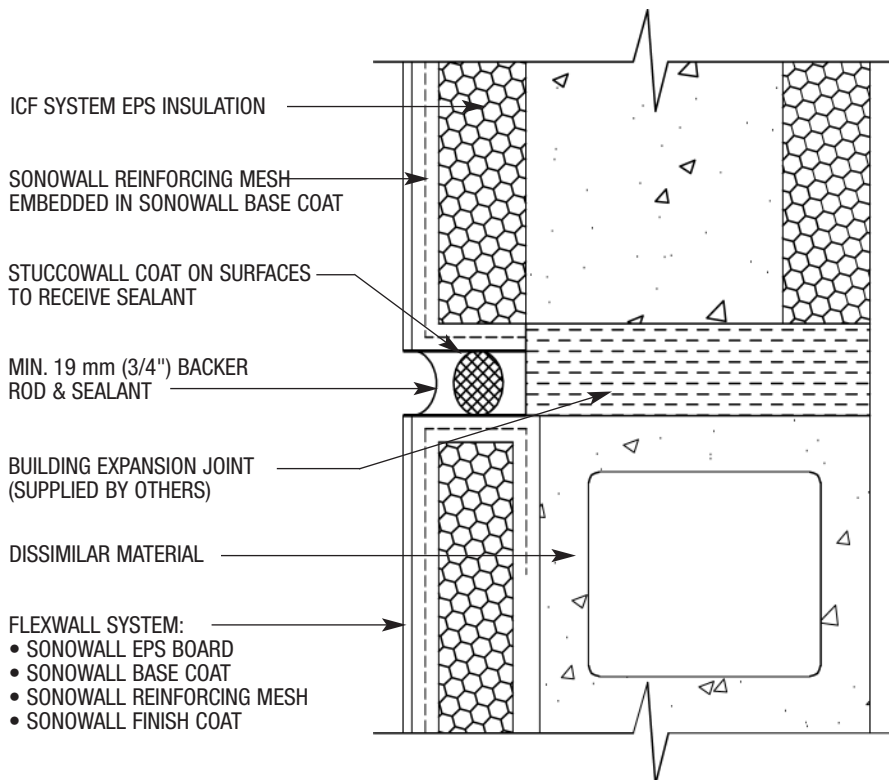 ICF SYSTEM EPS INSULATION
SONOWALL REINFORCING MESH
EMBEDDED IN SONOWALL BASE COAT
STUCCOWALL COAT ON SURFACES
TO RECEIVE SEALANT
MIN. 19 mm (3/4") BACKER
ROD & SEALANT
BUILDING EXPANSION JOINT
(SUPPLIED BY OTHERS)
DISSIMILAR MATERIAL
FLEXWALL SYSTEM:
• SONOWALL EPS BOARD
• SONOWALL BASE COAT
• SONOWALL REINFORCING MESH
• SONOWALL FINISH COAT